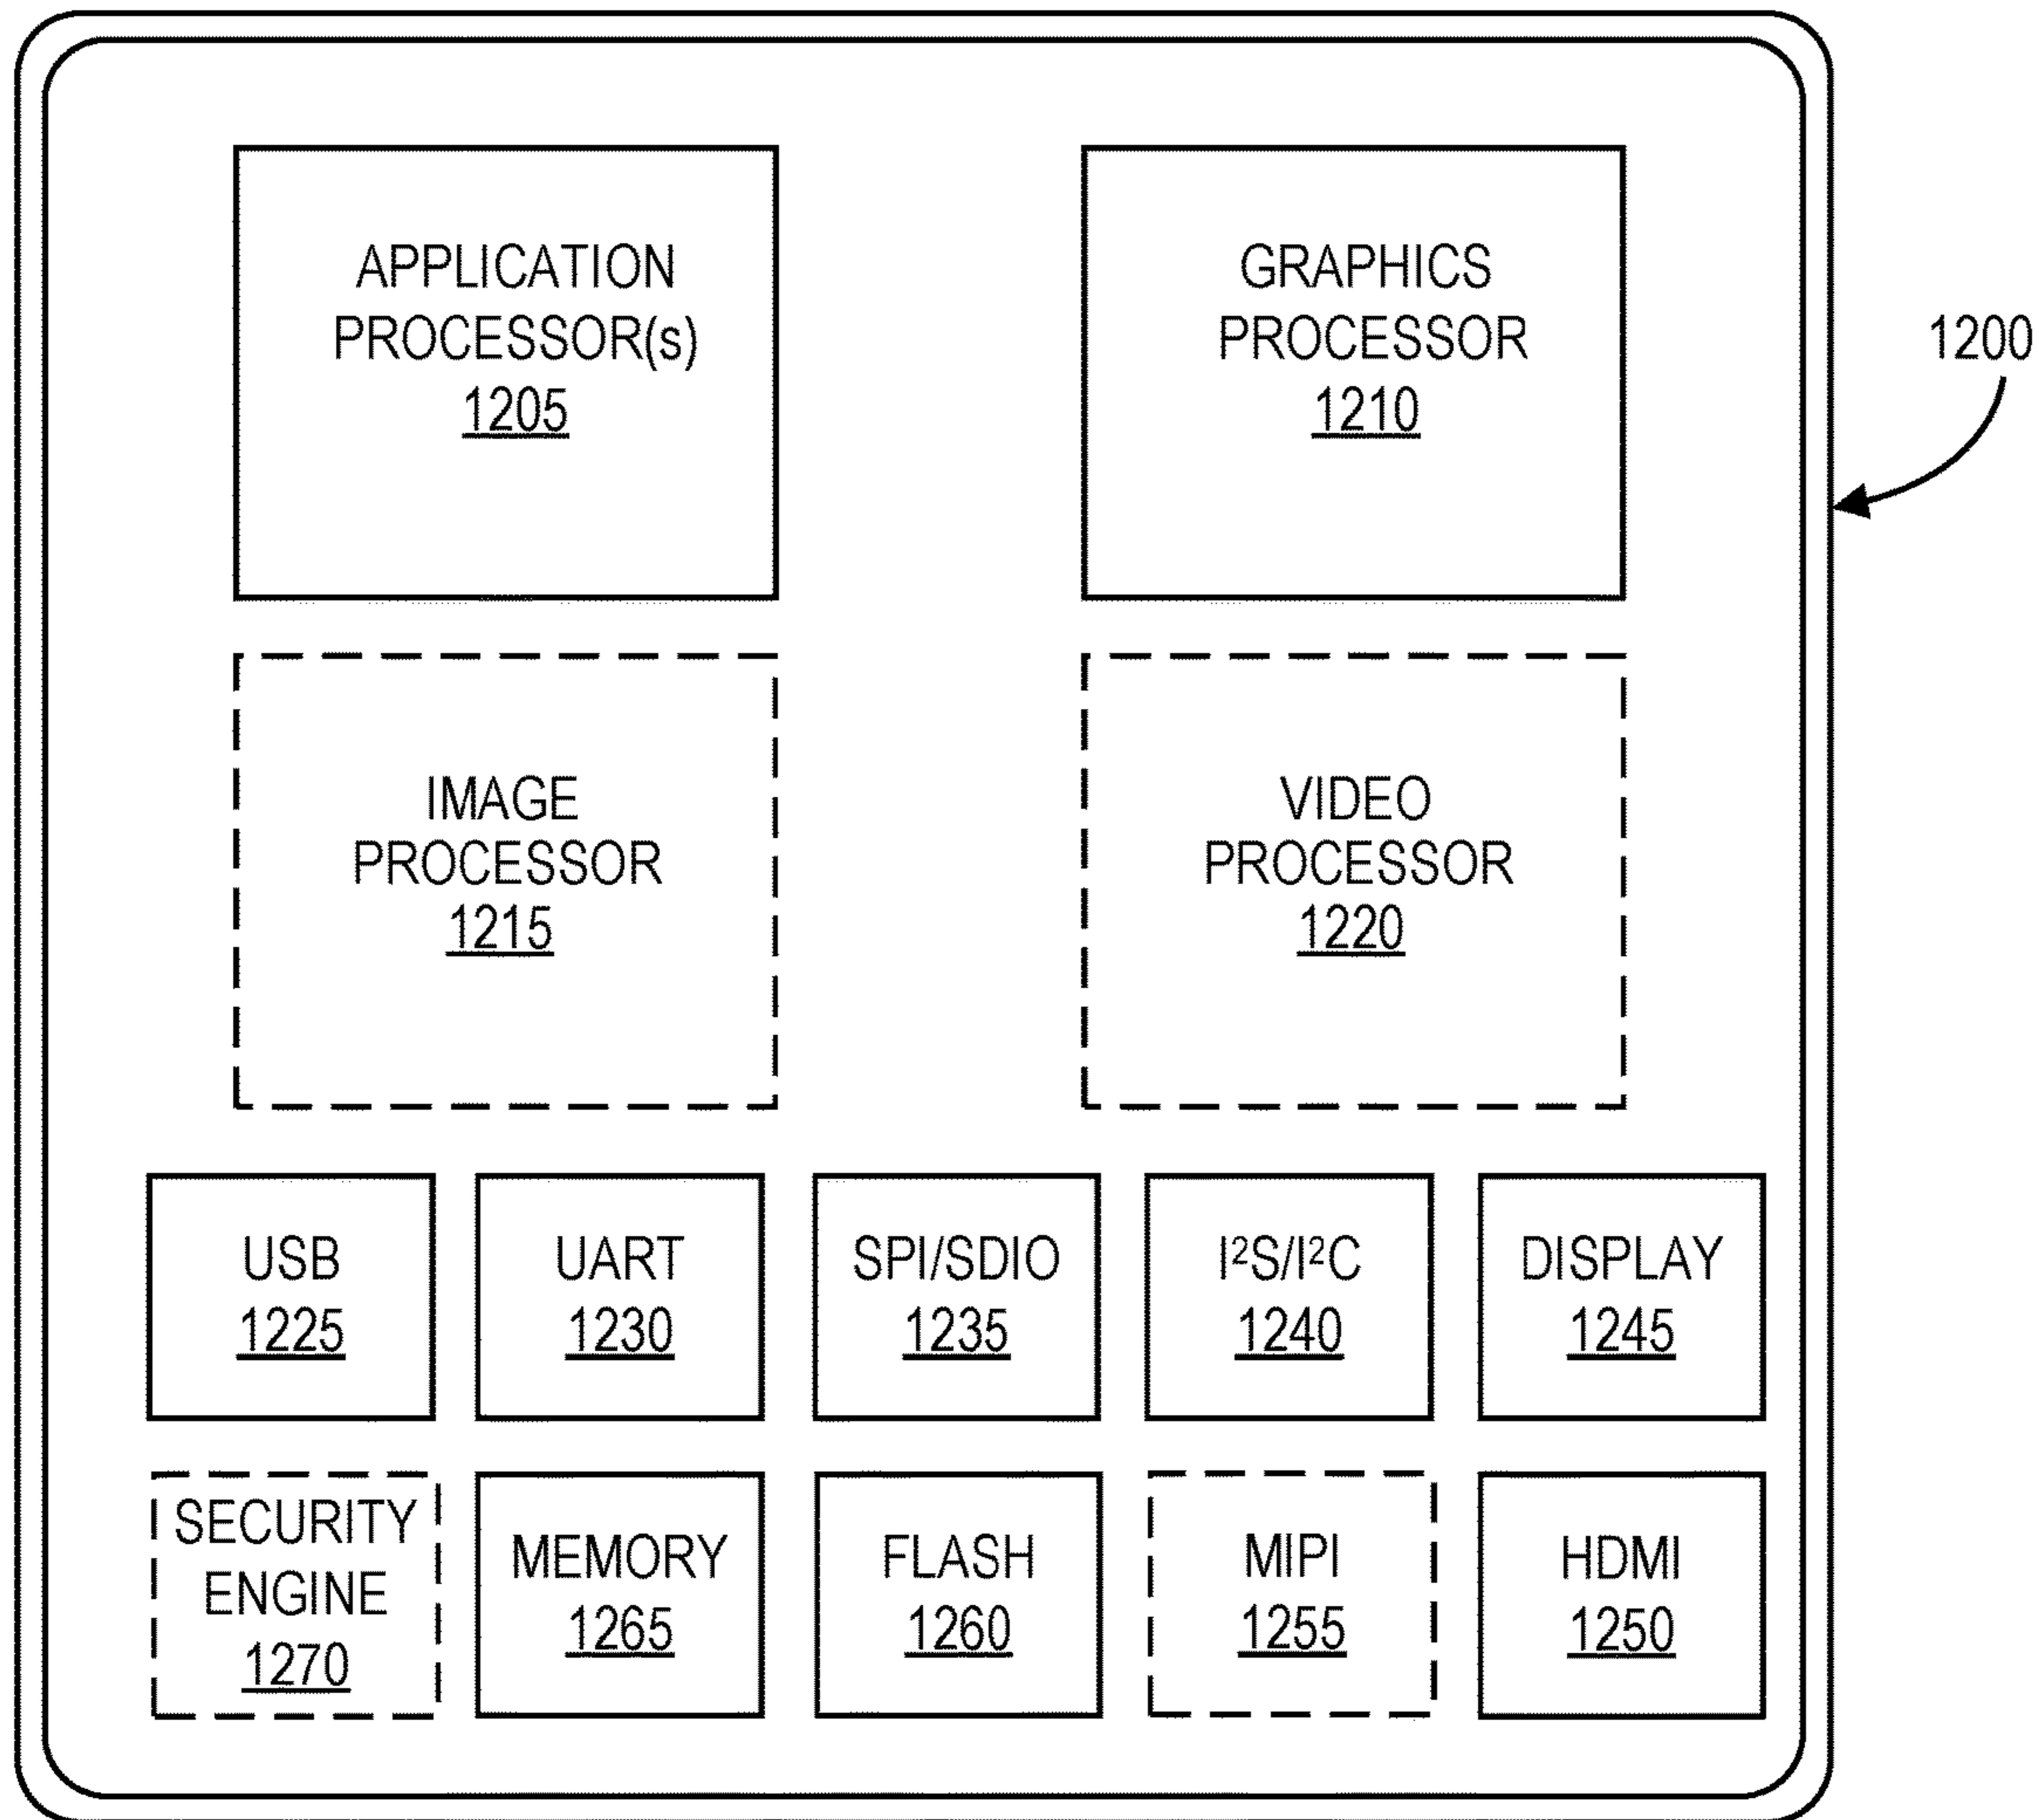 APPLICATION
PROCESSOR(s)
1205
GRAPHICS
PROCESSOR
1210
1200
IMAGE
PROCESSOR
1215
VIDEO
PROCESSOR
1220
USB
1225
UART
1230
SPI/SDIO
1235
I²S/I²C
1240
DISPLAY
1245
SECURITY
ENGINE
1270
MEMORY
1265
FLASH
1260
MIPI
1255
HDMI
1250